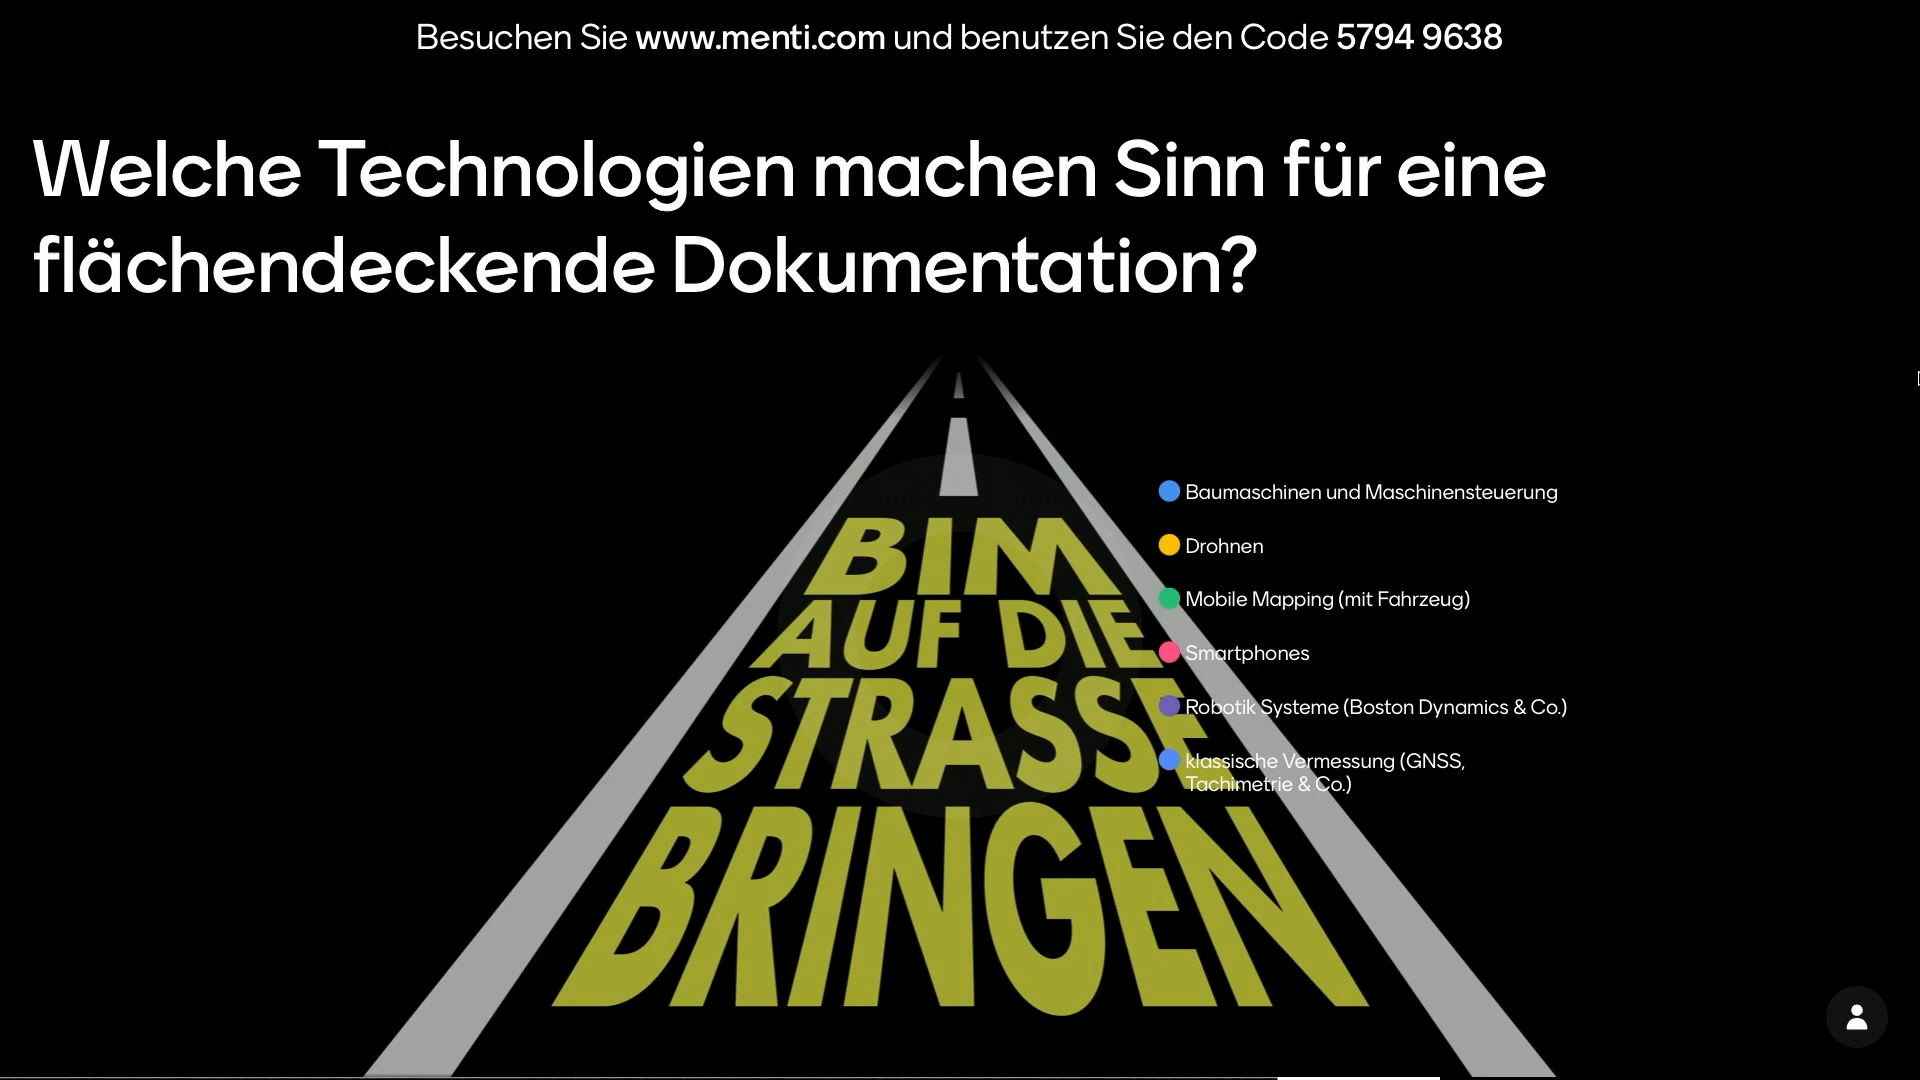 Besuchen Sie www.menti.com und benutzen Sie den Code 5794 9638
Welche Technologien machen Sinn für eine
flächendeckende Dokumentation?
BIM
AUF DIE
STRASSE
BRINGEN
Baumaschinen und Maschinensteuerung
Drohnen
Mobile Mapping (mit Fahrzeug)
Smartphones
Robotik Systeme (Boston Dynamics & Co.)
klassische Vermessung (GNSS,
Tachimetrie & Co.)